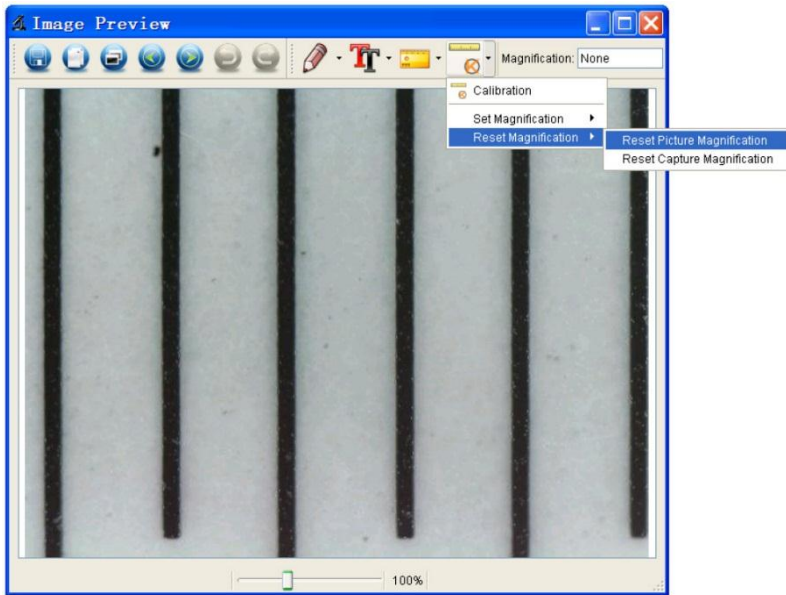 Image Preview
Magnification: None
Calibration
Set Magnification
Reset Magnification
Reset Picture Magnification
Reset Capture Magnification
100%